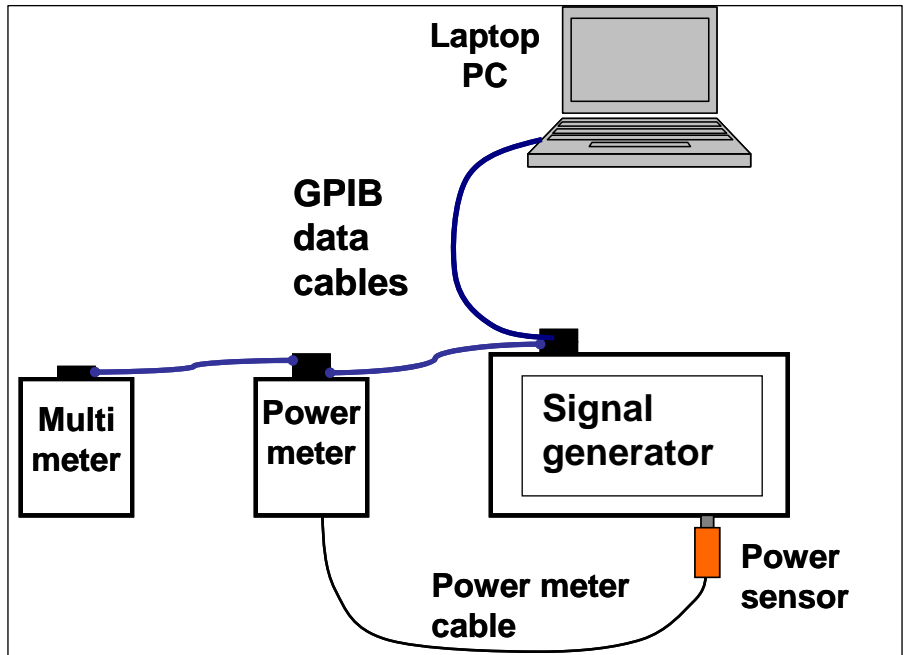 Laptop
PC
GPIB
data
cables
Multi
meter
Power
meter
Signal
generator
Power
sensor
Power meter
cable